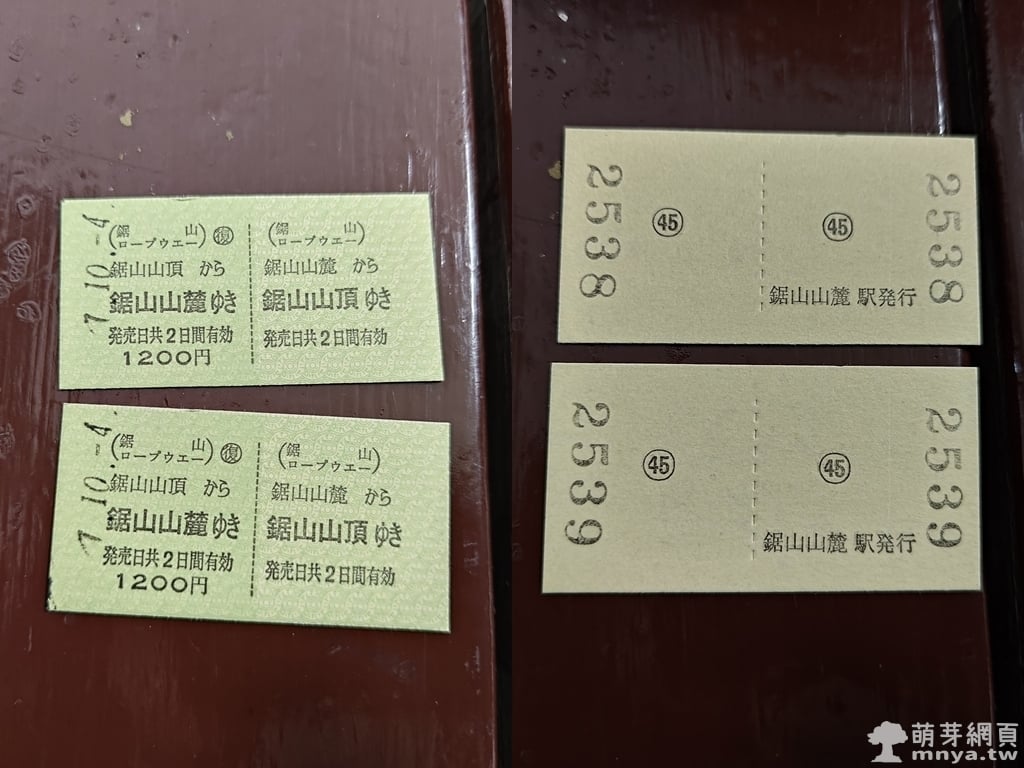 7.10.-4
(鋸山ロープウエー) ㊢
鋸山山頂 から
鋸山山麓 ゆき
発売日共2日間有効
1200円
(鋸山ロープウエー)
鋸山山麓 から
鋸山山頂 ゆき
発売日共2日間有効
7.10.-4
(鋸山ロープウエー) 復
鋸山山頂 から
鋸山山麓 ゆき
発売日共2日間有効
1200円
(鋸山ロープウエー)
鋸山山麓 から
鋸山山頂 ゆき
発売日共2日間有効
2538
㊺
㊺
鋸山山麓 駅発行
2538
2539
㊺
㊺
鋸山山麓 駅発行
2539
萌芽網頁
mnya.tw